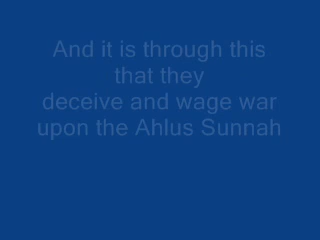 And it is through this
that they
deceive and wage war
upon the Ahlus Sunnah